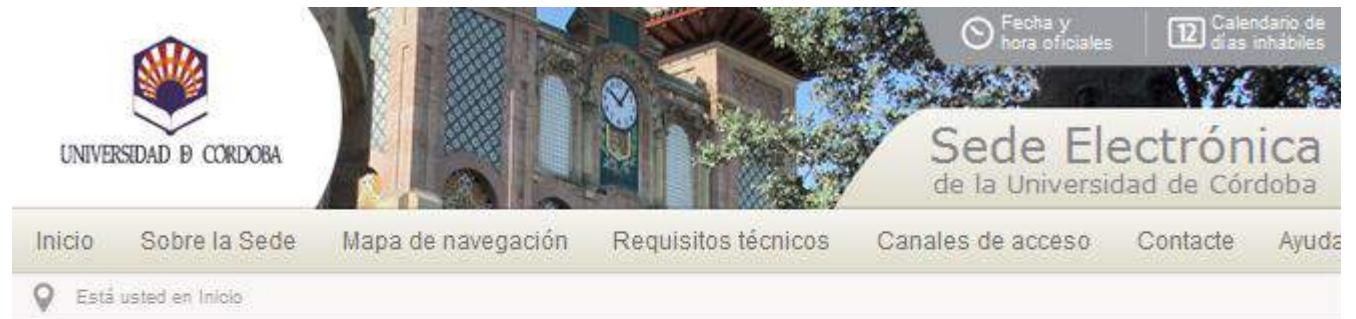 Fecha y
hora oficiales
12
Calendario de
días inhábiles
UNIVERSIDAD Đ CÓRDOBA
Sede Electrónica
de la Universidad de Córdoba
Inicio Sobre la Sede Mapa de navegación Requisitos técnicos Canales de acceso Contacte Ayuda
Está usted en Inicio